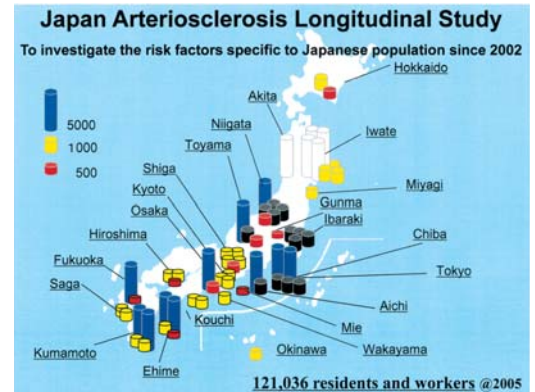 Japan Arteriosclerosis Longitudinal Study
To investigate the risk factors specific to Japanese population since 2002
Hokkaido
Akita
5000
Niigata
Iwate
1000
Toyama
500
Shiga
Miyagi
Kyoto
Gunma
Osaka
Ibaraki
Hiroshima
Chiba
Fukuoka
Tokyo
Saga
Aichi
Kouchi
Mie
Kumamoto
Wakayama
Okinawa
Ehime
121,036 residents and workers @2005